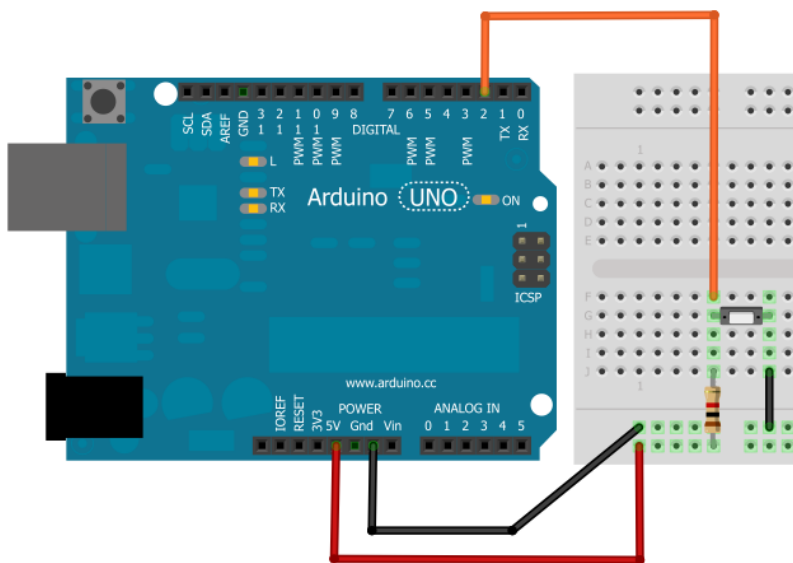 SCL
SDA
AREF
GND
13
12
PWM 11
PWM 10
PWM 9
8
DIGITAL
7
PWM 6
PWM 5
4
PWM 3
2
TX 1
RX 0
L
TX
RX
Arduino UNO
ON
1
ICSP
www.arduino.cc
POWER
ANALOG IN
IOREF
RESET
3V3
5V
Gnd
Vin
0 1 2 3 4 5
1
A
B
C
D
E
F
G
H
I
J
1